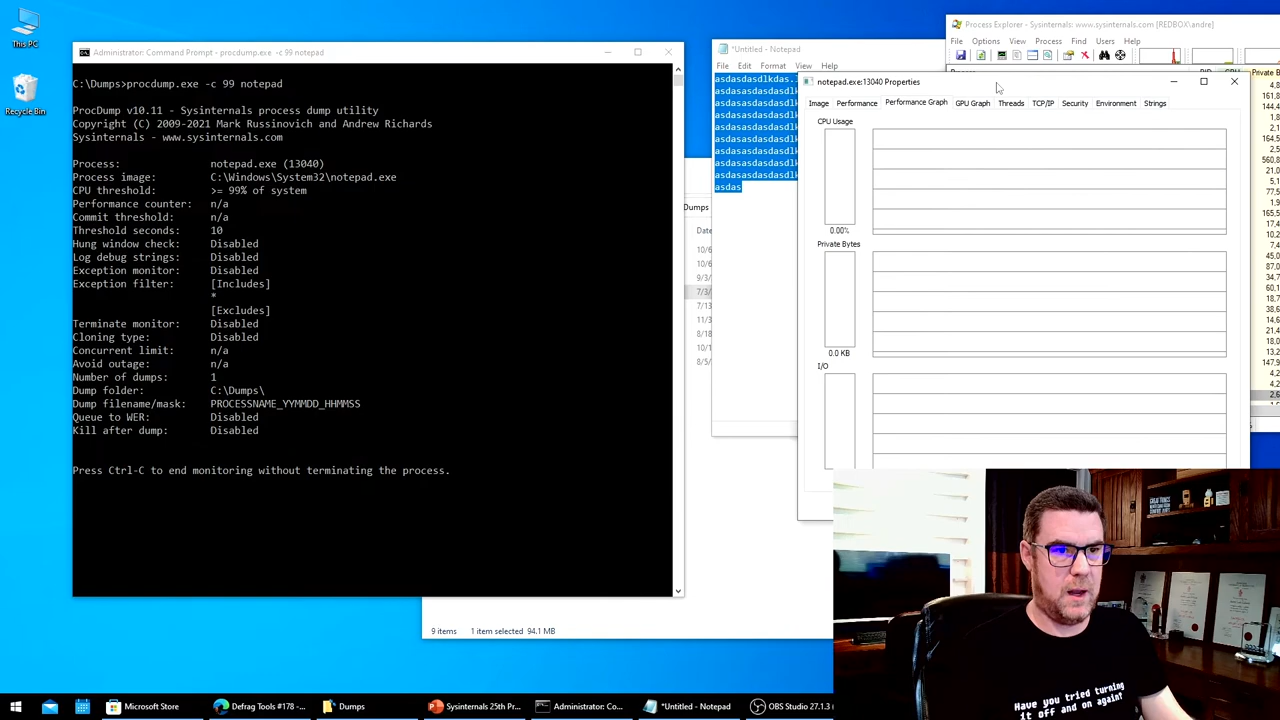 This PC
Recycle Bin
Administrator: Command Prompt - procdump.exe -c 99 notepad
C:\Dumps>procdump.exe -c 99 notepad
ProcDump v10.11 - Sysinternals process dump utility
Copyright (C) 2009-2021 Mark Russinovich and Andrew Richards
Sysinternals - www.sysinternals.com
Process: notepad.exe (13040)
Process image: C:\Windows\System32\notepad.exe
CPU threshold: >= 99% of system
Performance counter: n/a
Commit threshold: n/a
Threshold seconds: 10
Hung window check: Disabled
Log debug strings: Disabled
Exception monitor: Disabled
Exception filter: [Includes]
*
[Excludes]
Terminate monitor: Disabled
Cloning type: Disabled
Concurrent limit: n/a
Avoid outage: n/a
Number of dumps: 1
Dump folder: C:\Dumps\
Dump filename/mask: PROCESSNAME_YYMMDD_HHMMSS
Queue to WER: Disabled
Kill after dump: Disabled
Press Ctrl-C to end monitoring without terminating the process.
*Untitled - Notepad
File Edit Format View Help
asdas
Dumps
9 items 1 item selected 94.1 MB
Process Explorer - Sysinternals: www.sysinternals.com [REDBOX\andre]
File Options View Process Find Users Help
notepad.exe:13040 Properties
Image Performance Performance Graph GPU Graph Threads TCP/IP Security Environment Strings
CPU Usage
0.00%
Private Bytes
0.0 KB
I/O
Have you tried turning
it off and on again?
Microsoft Store
Defrag Tools #178 -...
Dumps
Sysinternals 25th Pr...
Administrator: Co...
*Untitled - Notepad
OBS Studio 27.1.3